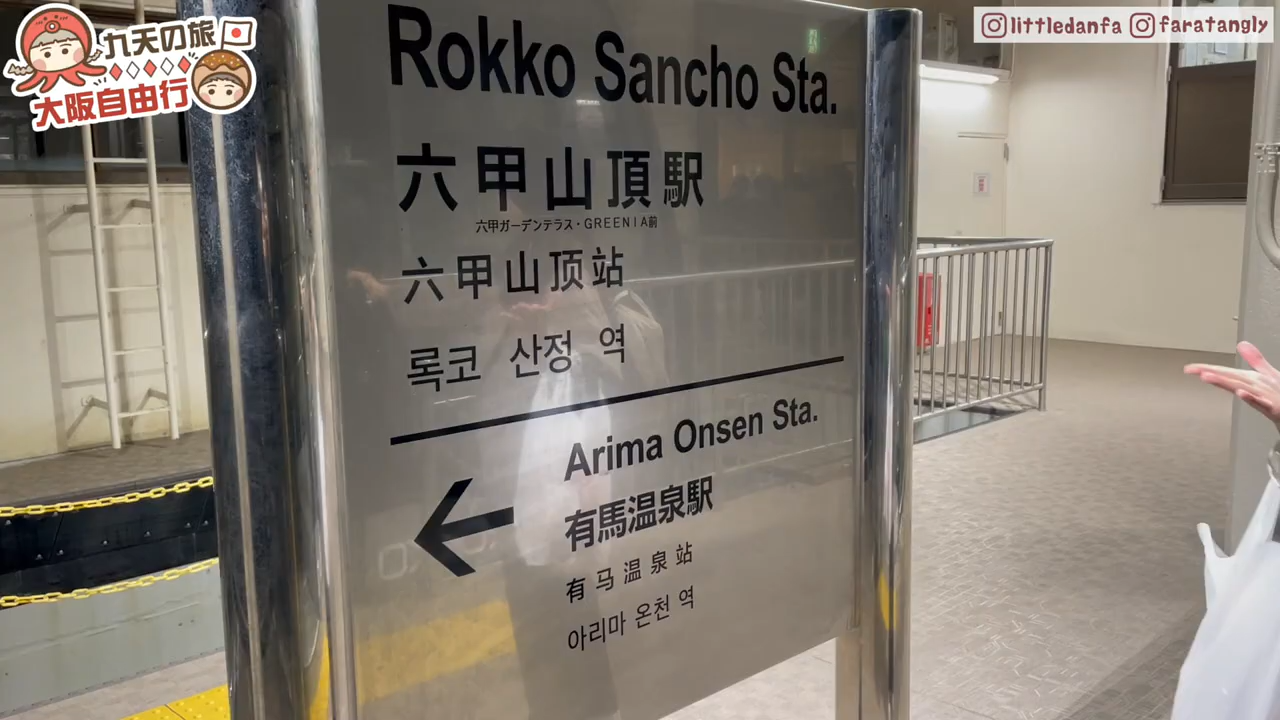 九天の旅
大阪自由行
littledanfa faratangly
Rokko Sancho Sta.
六甲山頂駅
六甲ガーデンテラス・GREENIA前
六甲山顶站
록코 산정 역
Arima Onsen Sta.
有馬温泉駅
有马温泉站
아리마 온천 역